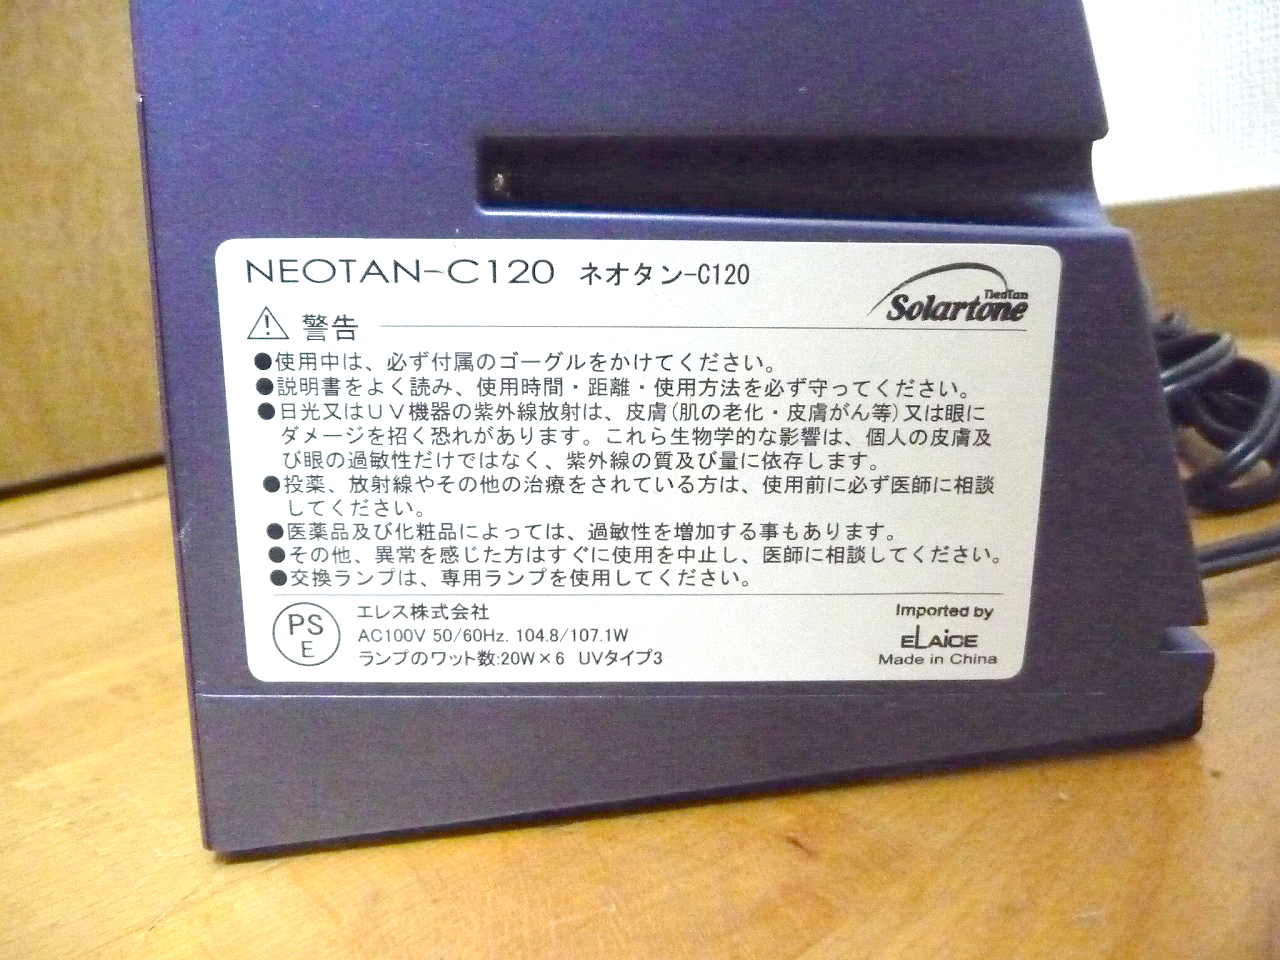 NEOTAN-C120 ネオタン-C120
NeoTan
Solartone
警告
●使用中は、必ず付属のゴーグルをかけてください。
●説明書をよく読み、使用時間・距離・使用方法を必ず守ってください。
●日光又はUV機器の紫外線放射は、皮膚(肌の老化・皮膚がん等)又は眼に
ダメージを招く恐れがあります。これら生物学的な影響は、個人の皮膚及
び眼の過敏性だけではなく、紫外線の質及び量に依存します。
●投薬、放射線やその他の治療をされている方は、使用前に必ず医師に相談
してください。
●医薬品及び化粧品によっては、過敏性を増加する事もあります。
●その他、異常を感じた方はすぐに使用を中止し、医師に相談してください。
●交換ランプは、専用ランプを使用してください。
PS
E
エレス株式会社
AC100V 50/60Hz. 104.8/107.1W
ランプのワット数:20W×6 UVタイプ3
Imported by
ELAiCE
Made in China